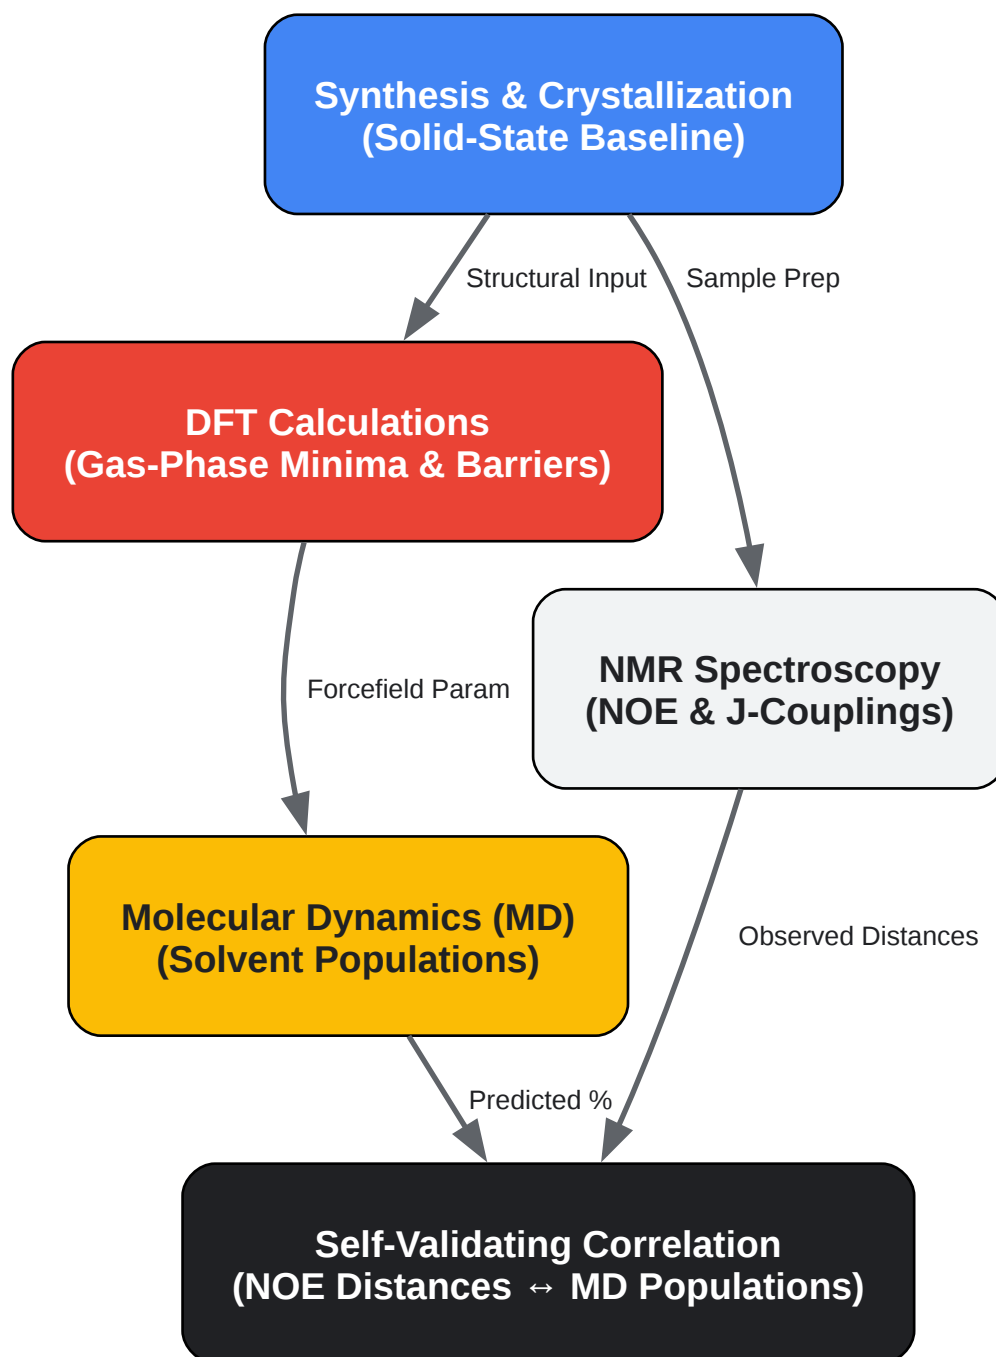 Synthesis & Crystallization
(Solid-State Baseline)
Structural Input
Sample Prep
DFT Calculations
(Gas-Phase Minima & Barriers)
NMR Spectroscopy
(NOE & J-Couplings)
Forcefield Param
Molecular Dynamics (MD)
(Solvent Populations)
Observed Distances
Predicted %
Self-Validating Correlation
(NOE Distances ↔ MD Populations)